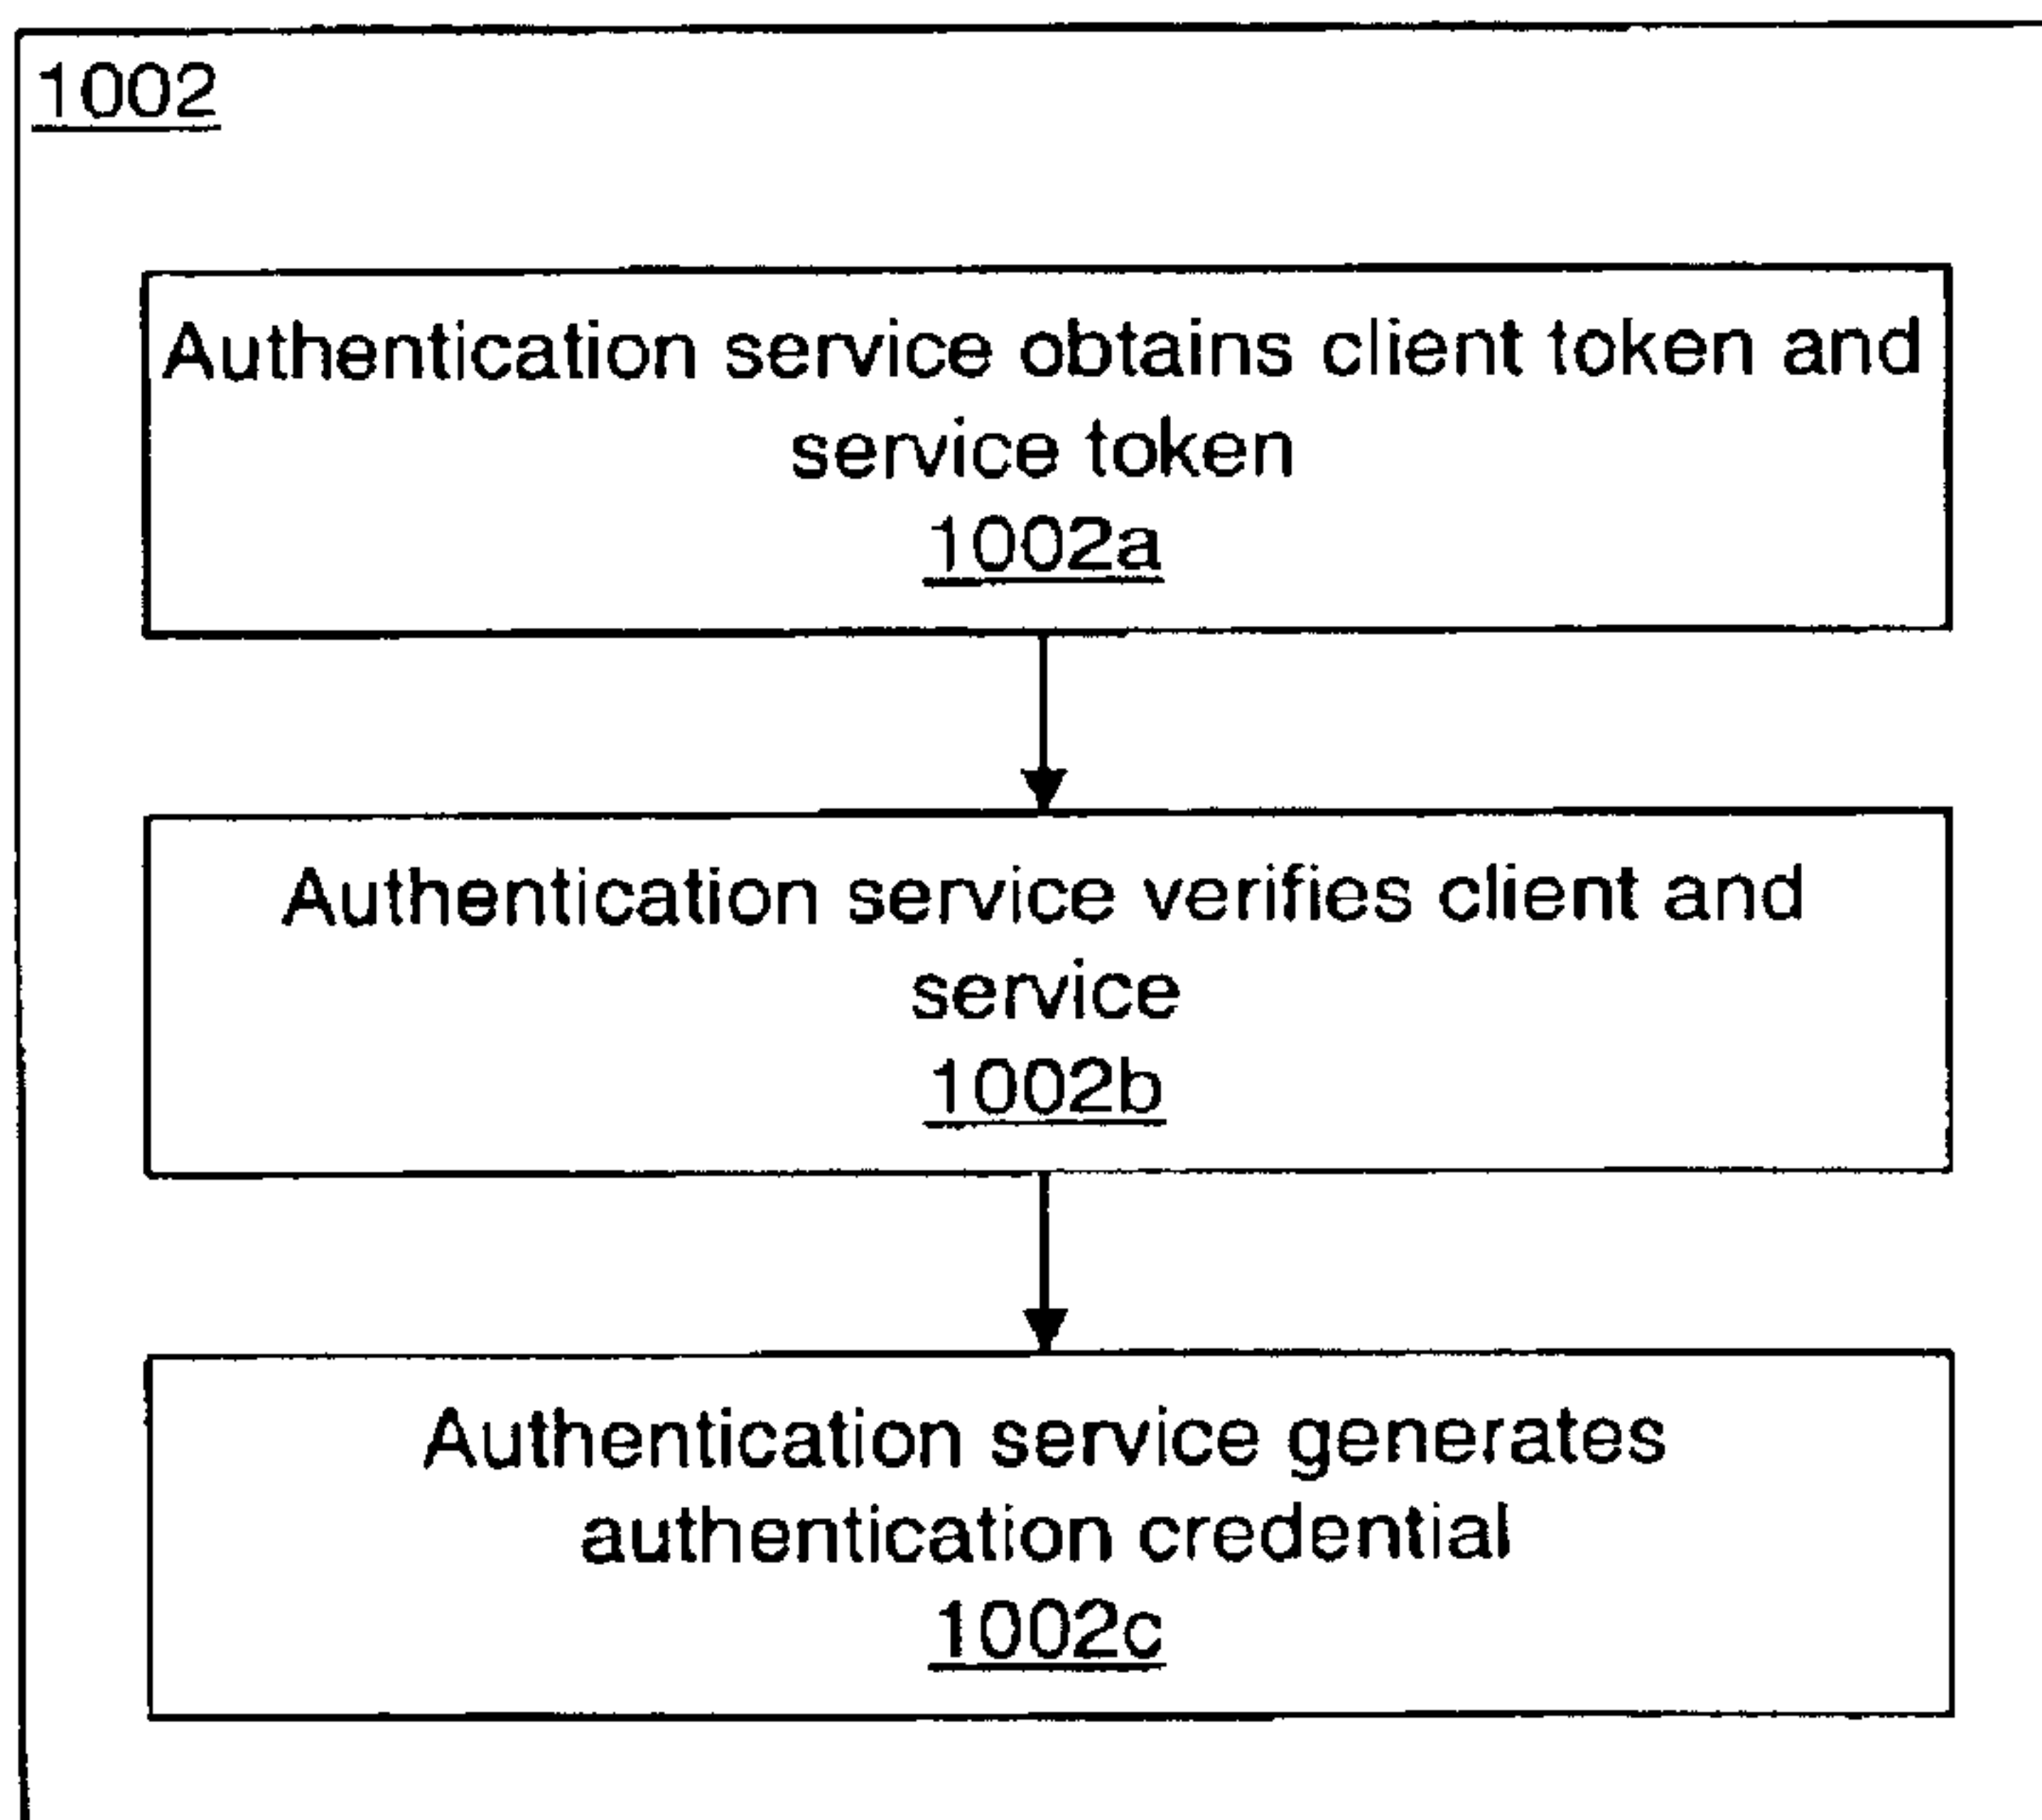 1002
Authentication service obtains client token and
service token
1002a
Authentication service verifies client and
service
1002b
Authentication service generates
authentication credential
1002c